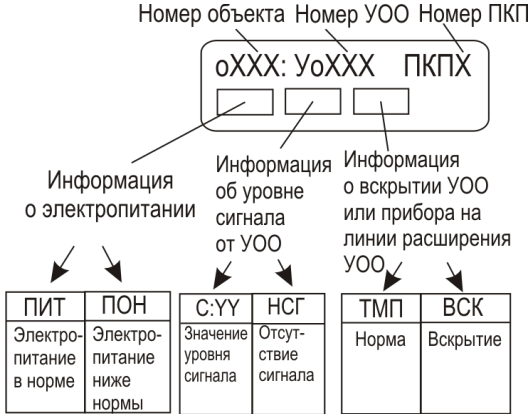 Номер объекта Номер УОО Номер ПКП
оХХХ: УоХХХ ПКПХ
Информация
о электропитании
Информация
об уровне
сигнала
от УОО
Информация
о вскрытии УОО
или прибора на
линии расширения
УОО
ПИТ ПОН
Электро-
питание
в норме
Электро-
питание
ниже
нормы
С:YY НСГ
Значение
уровня
сигнала
Отсут-
ствие
сигнала
ТМП ВСК
Норма Вскрытие